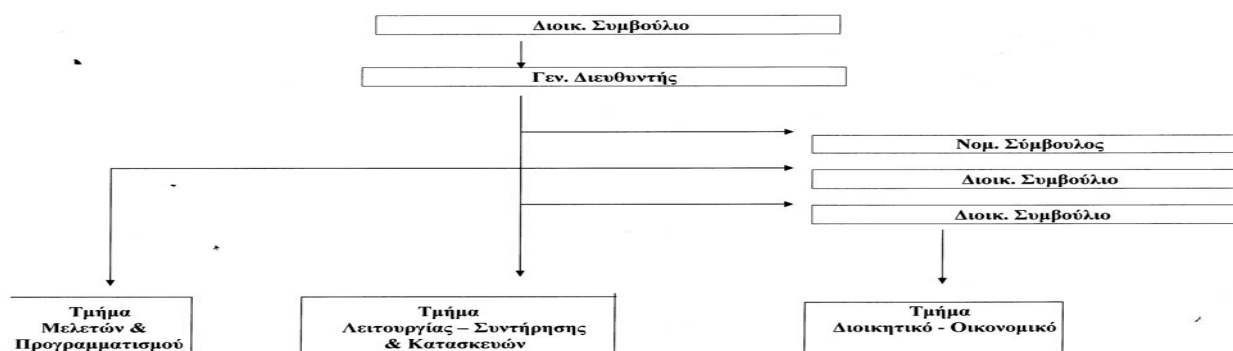 Διοικ. Συμβούλιο
Γεν. Διευθυντής
Νομ. Σύμβουλος
Διοικ. Συμβούλιο
Διοικ. Συμβούλιο
Τμήμα
Μελετών &
Προγραμματισμού
Τμήμα
Λειτουργίας – Συντήρησης
& Κατασκευών
Τμήμα
Διοικητικό - Οικονομικό